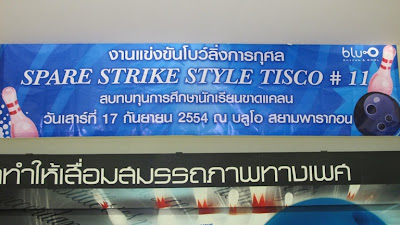 งานแข่งขันโบว์ลิ่งการกุศล
blu-O
RHYTHM & BOWL
SPARE STRIKE STYLE TISCO # 11
สบทบทุนการศึกษานักเรียนขาดแคลน
วันเสาร์ที่ 17 กันยายน 2554 ณ บลูโอ สยามพารากอน
ทำให้เสื่อมสมรรถภาพทางเพศ